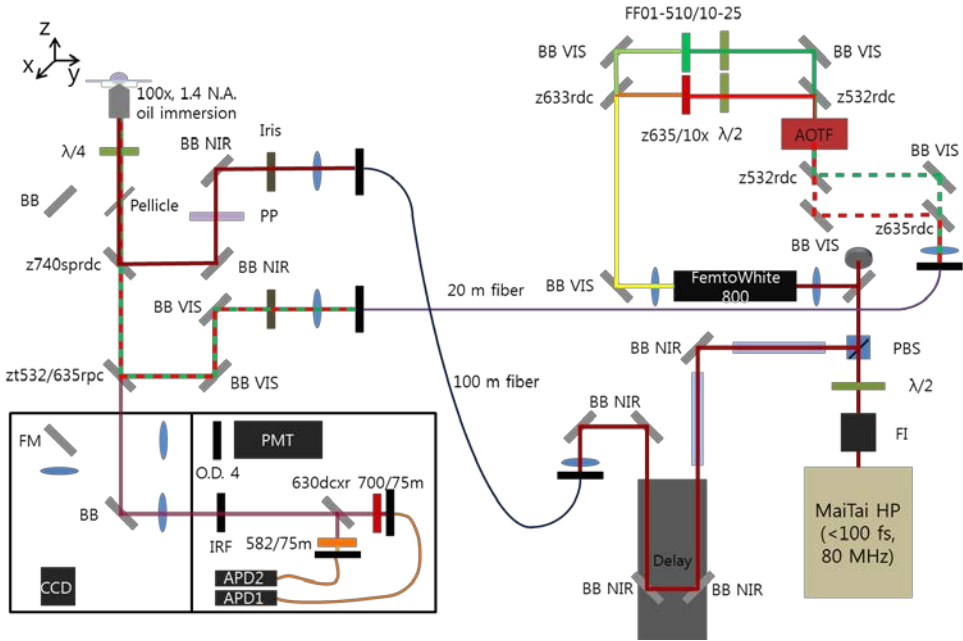 z
x
y
100x, 1.4 N.A.
oil immersion
λ/4
BB
Pellicle
z740sprdc
BB NIR
Iris
PP
BB NIR
BB VIS
BB VIS
zt532/635rpc
20 m fiber
100 m fiber
FF01-510/10-25
BB VIS
BB VIS
z633rdc
z532rdc
z635/10x
λ/2
AOTF
z532rdc
BB VIS
z635rdc
BB VIS
BB VIS
FemtoWhite
800
BB NIR
PBS
λ/2
FI
BB NIR
MaiTai HP
(<100 fs,
80 MHz)
Delay
BB NIR
BB NIR
FM
O.D. 4
PMT
630dcxr
700/75m
BB
IRF
582/75m
CCD
APD2
APD1